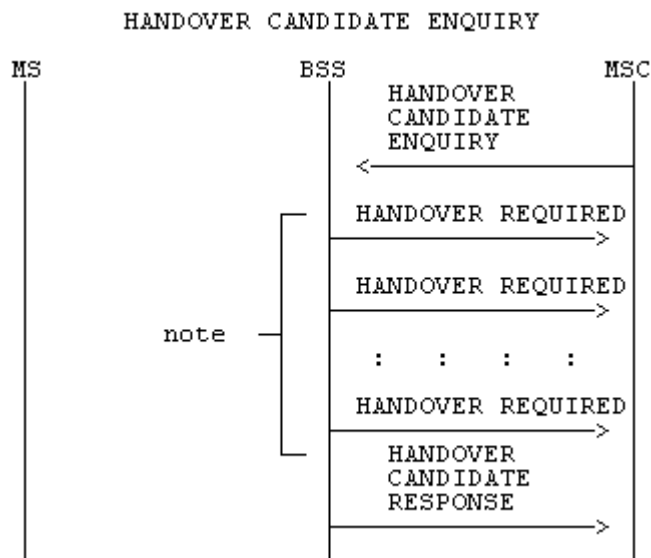 HANDOVER CANDIDATE ENQUIRY
MS BSS MSC
HANDOVER
CANDIDATE
ENQUIRY
HANDOVER REQUIRED
HANDOVER REQUIRED
note
: : : :
HANDOVER REQUIRED
HANDOVER
CANDIDATE
RESPONSE